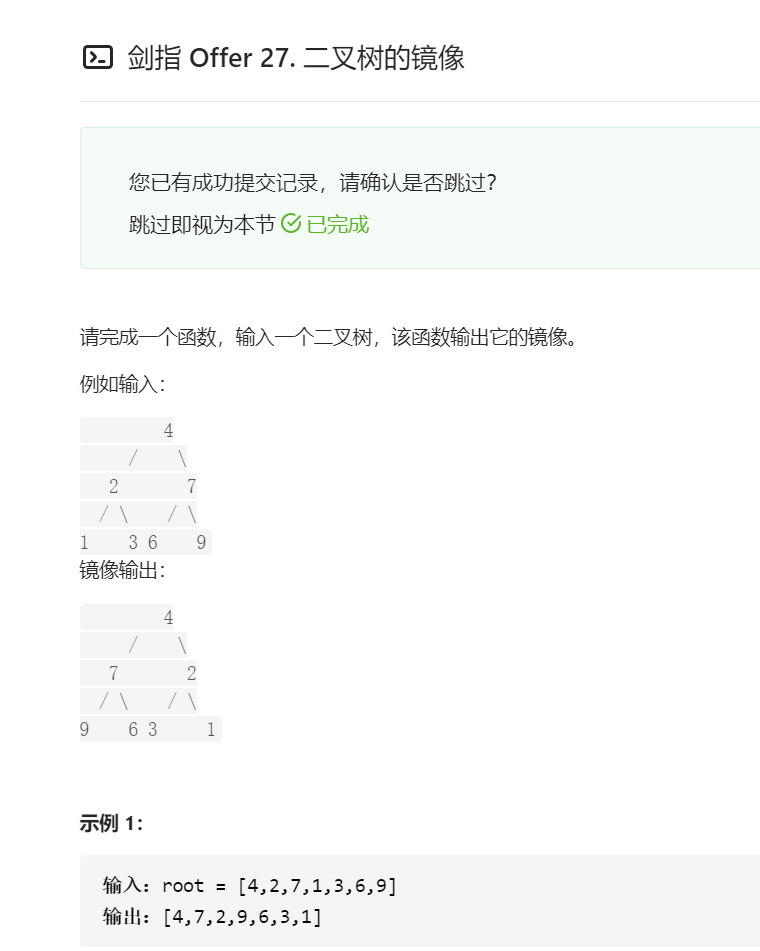 剑指 Offer 27. 二叉树的镜像
您已有成功提交记录，请确认是否跳过？
跳过即视为本节 已完成
请完成一个函数，输入一个二叉树，该函数输出它的镜像。
例如输入：
4
/ \
2 7
/ \ / \
1 3 6 9
镜像输出：
4
/ \
7 2
/ \ / \
9 6 3 1
示例 1：
输入：root = [4,2,7,1,3,6,9]
输出：[4,7,2,9,6,3,1]